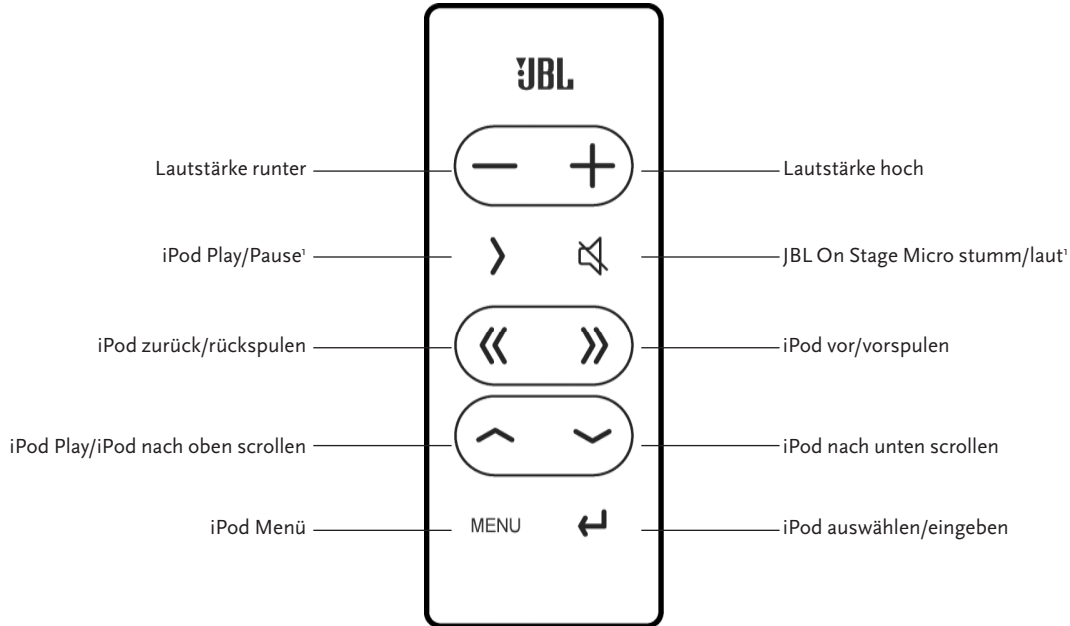 JBL
Lautstärke runter
Lautstärke hoch
iPod Play/Pause¹
JBL On Stage Micro stumm/laut¹
iPod zurück/rückspulen
iPod vor/vorspulen
iPod Play/iPod nach oben scrollen
iPod nach unten scrollen
iPod Menü
MENU
iPod auswählen/eingeben